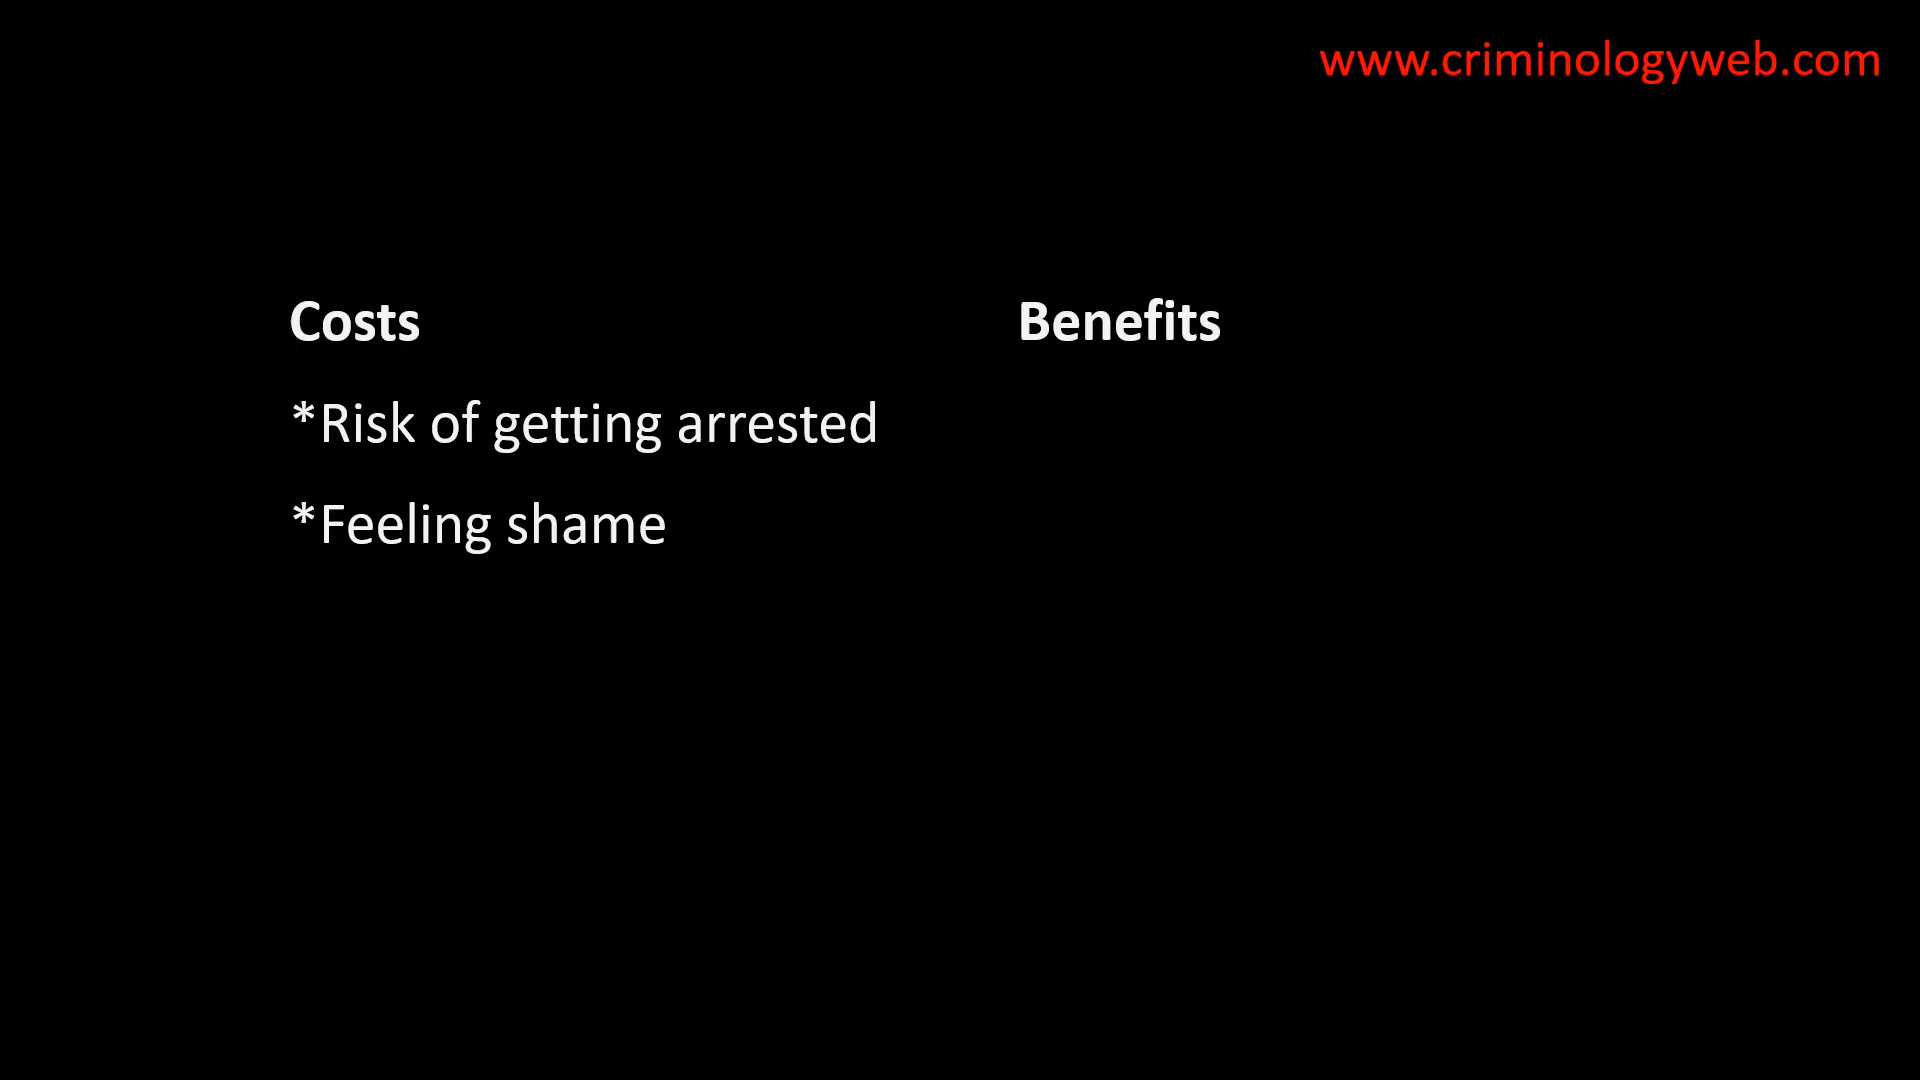 www.criminologyweb.com
Costs
Benefits
*Risk of getting arrested
*Feeling shame